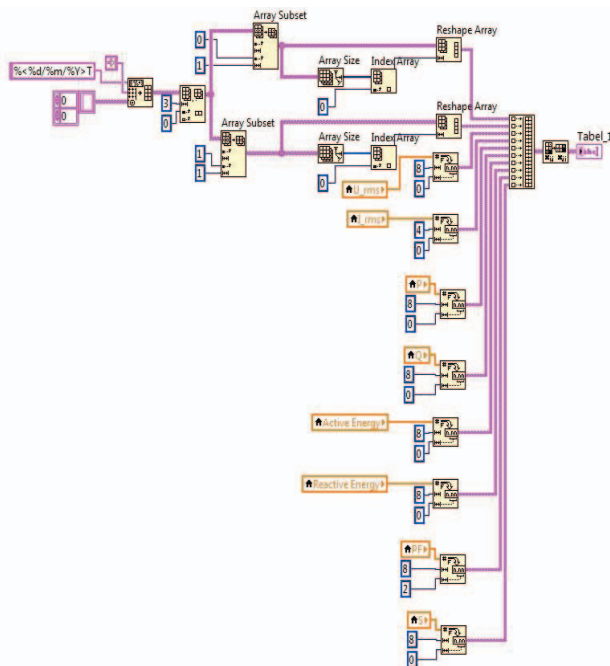 Array Subset
Reshape Array
0
%<%d/%m/%Y>T
Array Size
Index Array
1
3
0
0
0
0
Array Subset
Reshape Array
Array Size
Index Array
Tabel_1
abc
1
1
0
U_rms
8
0
I_rms
4
0
P
8
0
Q
8
0
Active Energy
8
0
Reactive Energy
8
0
PF
8
2
S
8
0